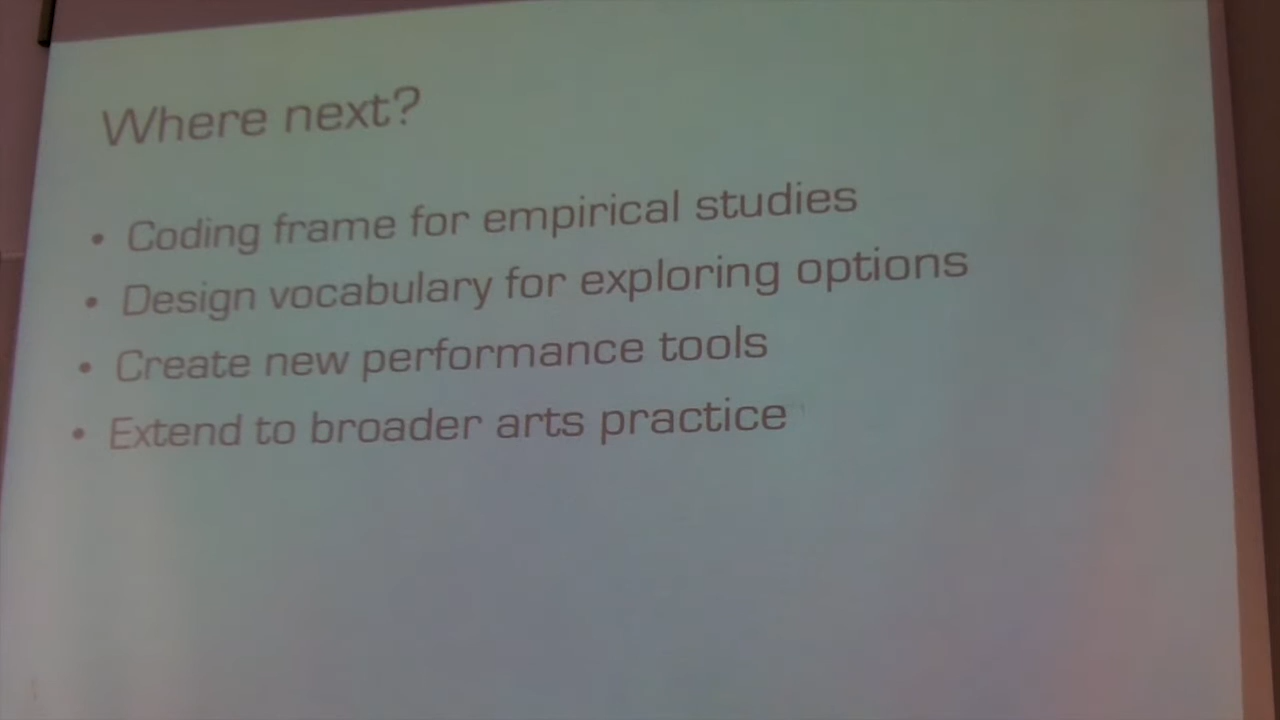 Where next?
• Coding frame for empirical studies
• Design vocabulary for exploring options
• Create new performance tools
• Extend to broader arts practice